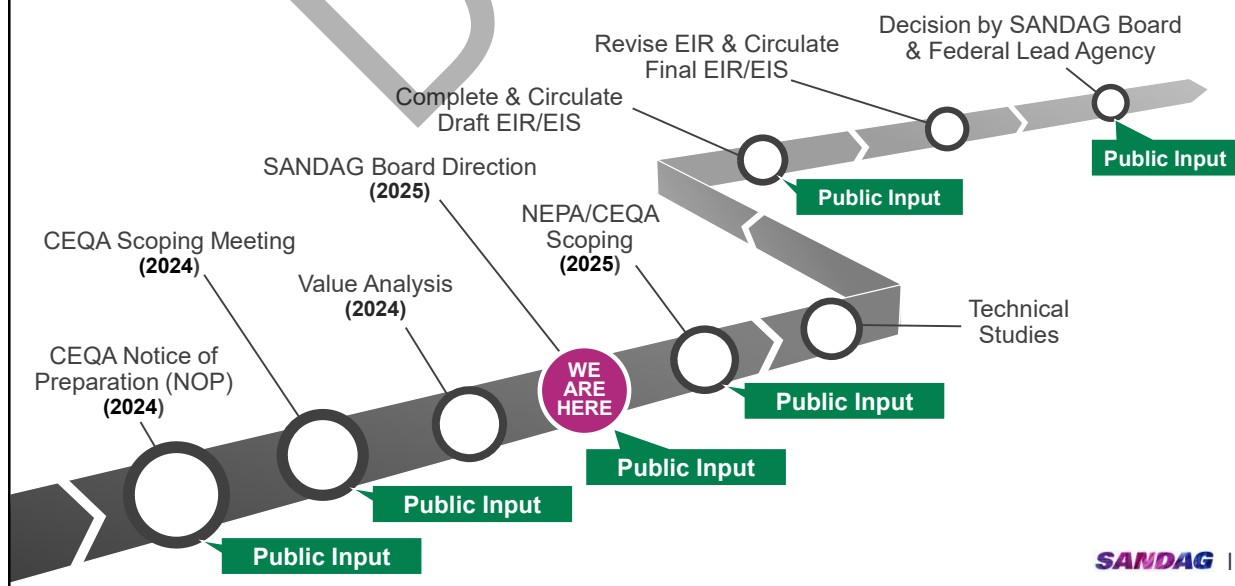 CEQA Notice of
Preparation (NOP)
(2024)
Public Input
CEQA Scoping Meeting
(2024)
Public Input
Value Analysis
(2024)
SANDAG Board Direction
(2025)
WE
ARE
HERE
Public Input
NEPA/CEQA
Scoping
(2025)
Public Input
Technical
Studies
Complete & Circulate
Draft EIR/EIS
Public Input
Revise EIR & Circulate
Final EIR/EIS
Decision by SANDAG Board
& Federal Lead Agency
Public Input
SANDAG |